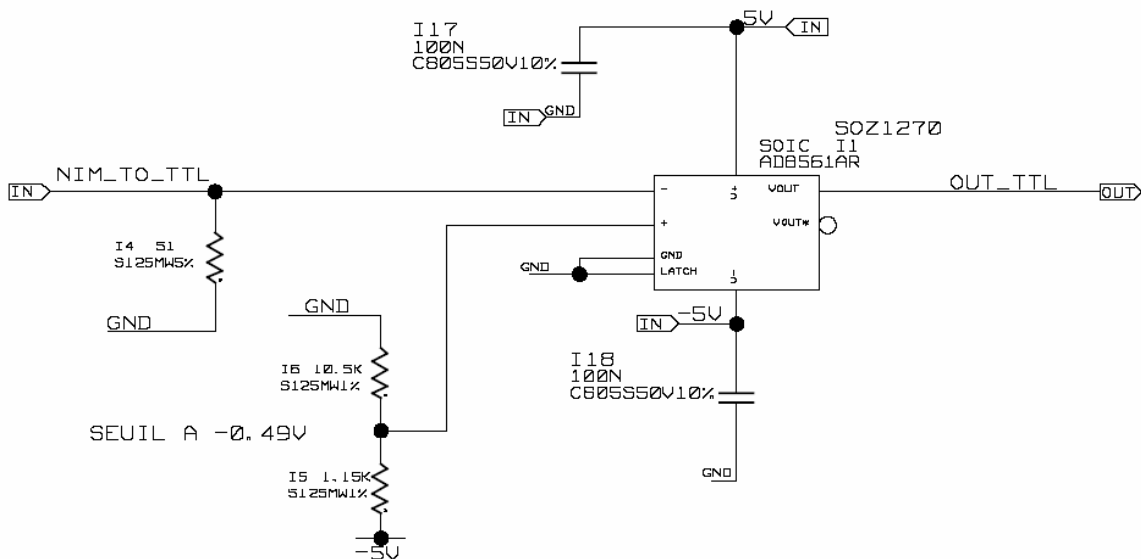 I17
100N
C805S50V10%
5V
IN
IN
GND
SOZ1270
SOIC I1
AD8561AR
NIM_TO_TTL
IN
-
+
VOUT
OUT_TTL
OUT
VOUT*
GND
LATCH
GND
I4 51
S125MW5%
GND
GND
-5V
IN
I6 10.5K
S125MW1%
I18
100N
C805S50V10%
SEUIL A -0.49V
I5 1.15K
S125MW1%
GND
-5V